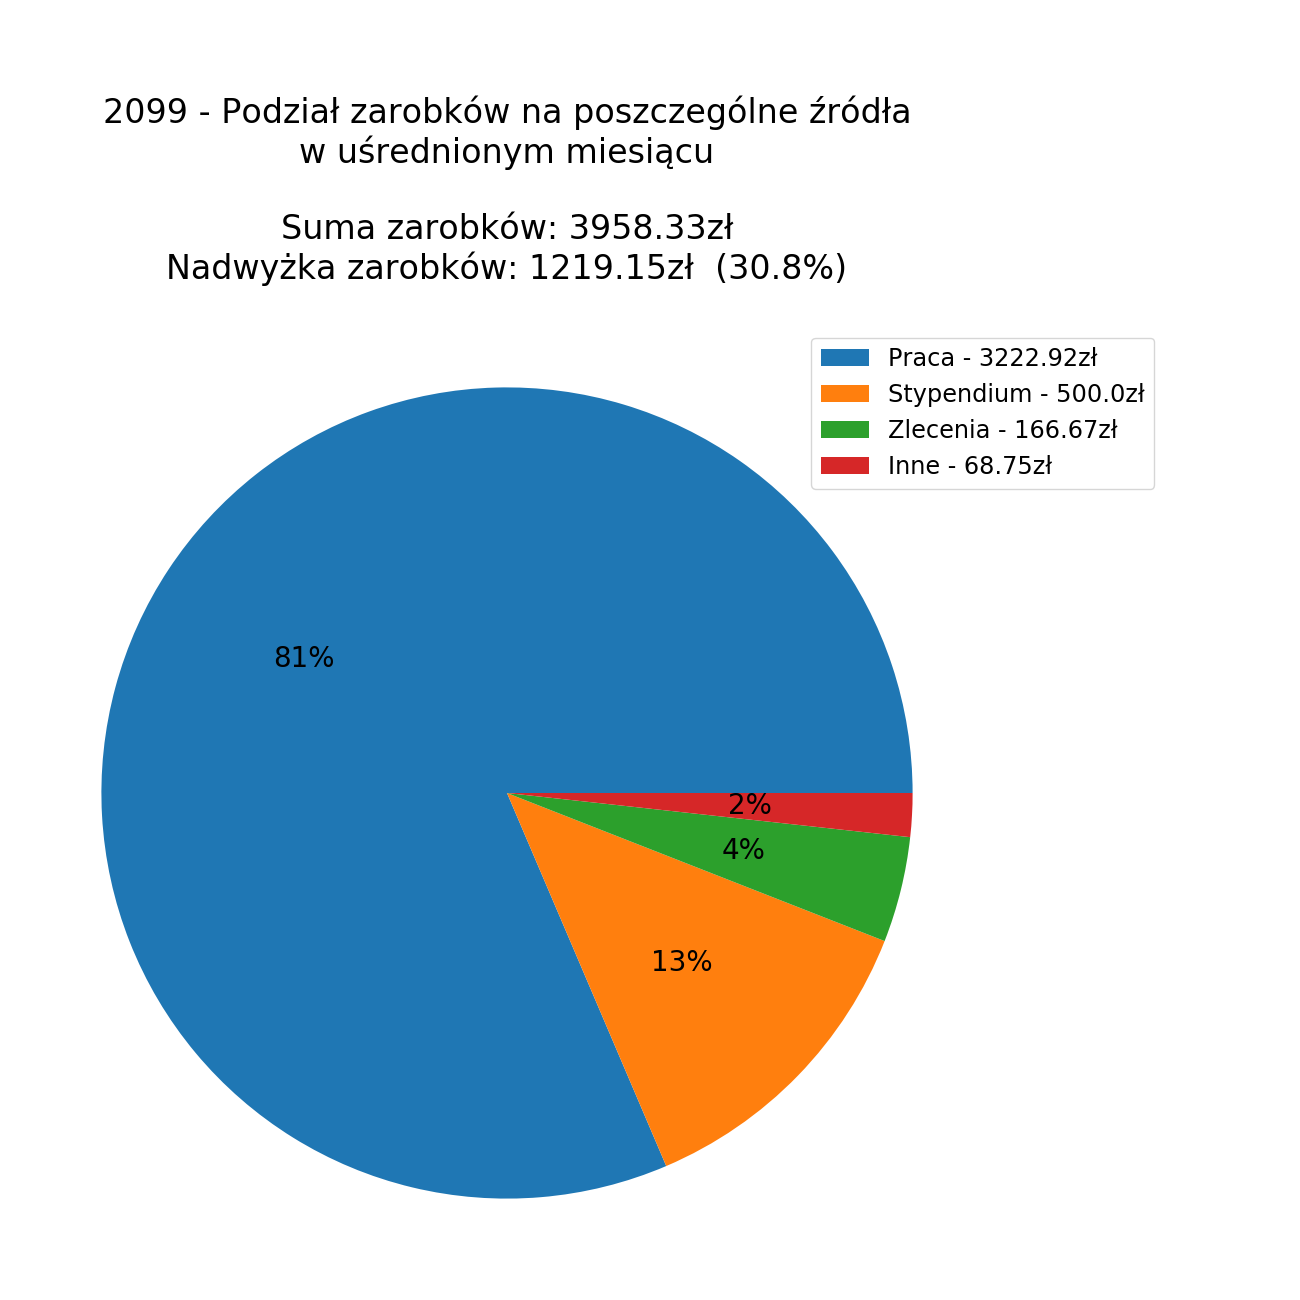 2099 - Podział zarobków na poszczególne źródła
w uśrednionym miesiącu
Suma zarobków: 3958.33zł
Nadwyżka zarobków: 1219.15zł  (30.8%)
Praca - 3222.92zł
Stypendium - 500.0zł
Zlecenia - 166.67zł
Inne - 68.75zł
81%
2%
4%
13%